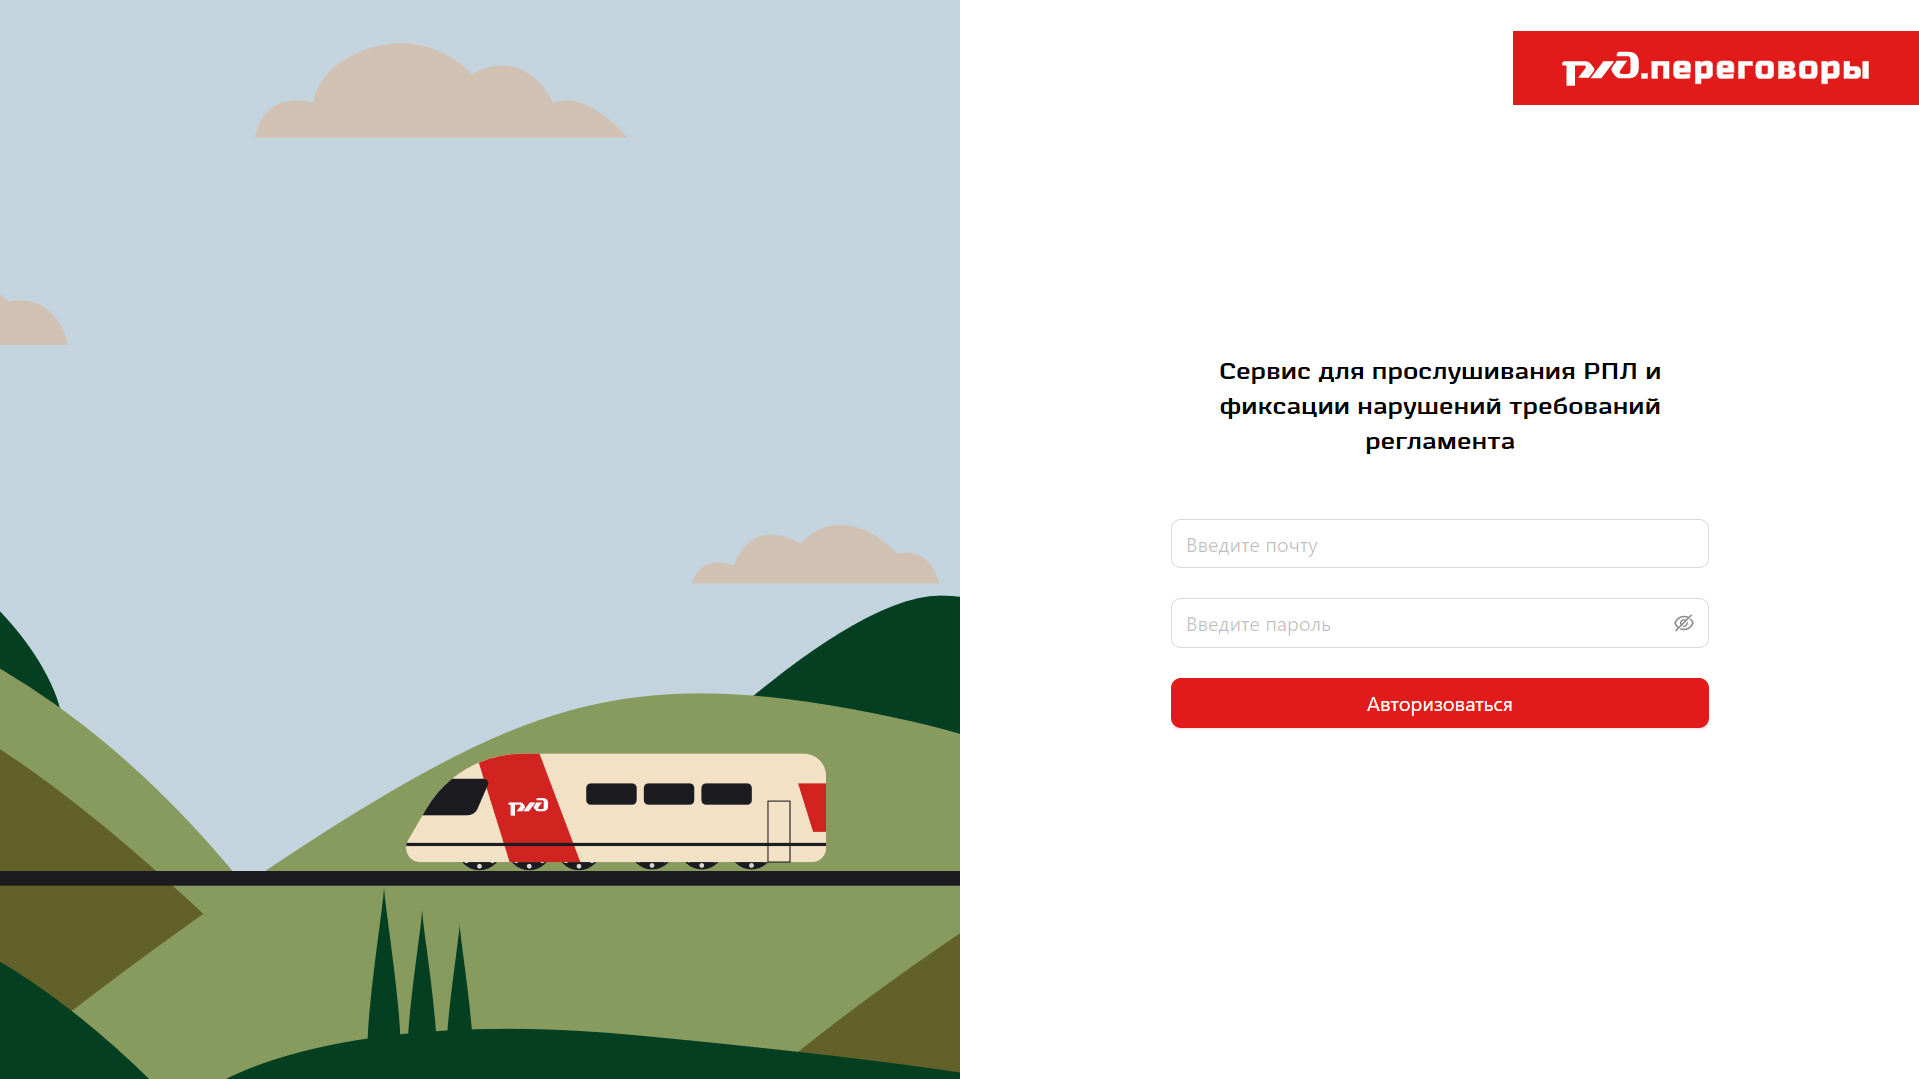 ржд.переговоры
Сервис для прослушивания РПЛ и
фиксации нарушений требований
регламента
Введите почту
Введите пароль
Авторизоваться
ржд